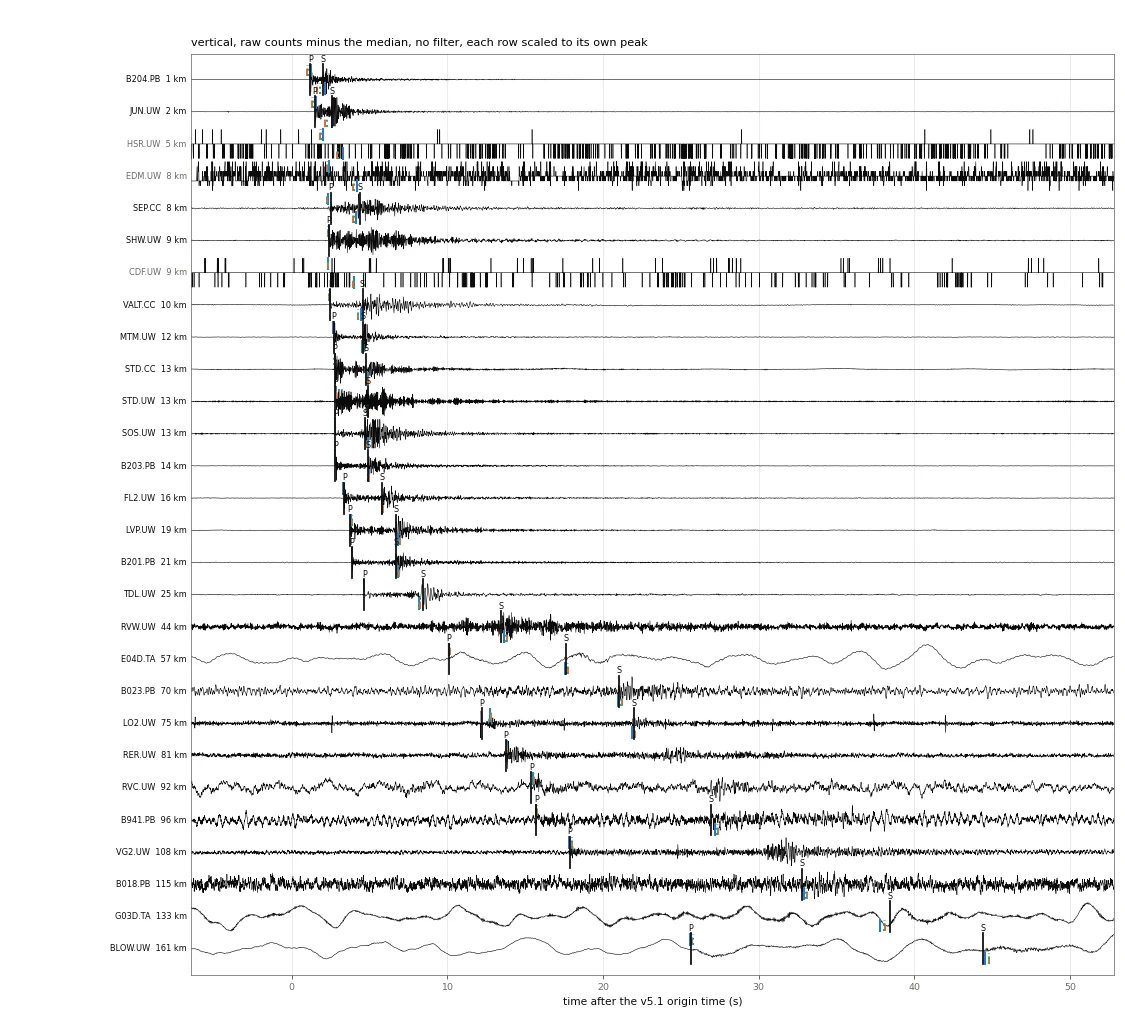 vertical, raw counts minus the median, no filter, each row scaled to its own peak
B204.PB 1 km
P S
JUN.UW 2 km
P S
HSR.UW 5 km
EDM.UW 8 km
SEP.CC 8 km
P S
SHW.UW 9 km
P
CDF.UW 9 km
VALT.CC 10 km
S
MTM.UW 12 km
P
STD.CC 13 km
S
STD.UW 13 km
SOS.UW 13 km
B203.PB 14 km
P
FL2.UW 16 km
P S
LVP.UW 19 km
P S
B201.PB 21 km
P
TDL.UW 25 km
P S
RVW.UW 44 km
S
E04D.TA 57 km
P S
B023.PB 70 km
S
LO2.UW 75 km
P S
RER.UW 81 km
P
RVC.UW 92 km
P
B941.PB 96 km
P S
VG2.UW 108 km
P
B018.PB 115 km
S
G03D.TA 133 km
S
BLOW.UW 161 km
P S
0 10 20 30 40 50
time after the v5.1 origin time (s)